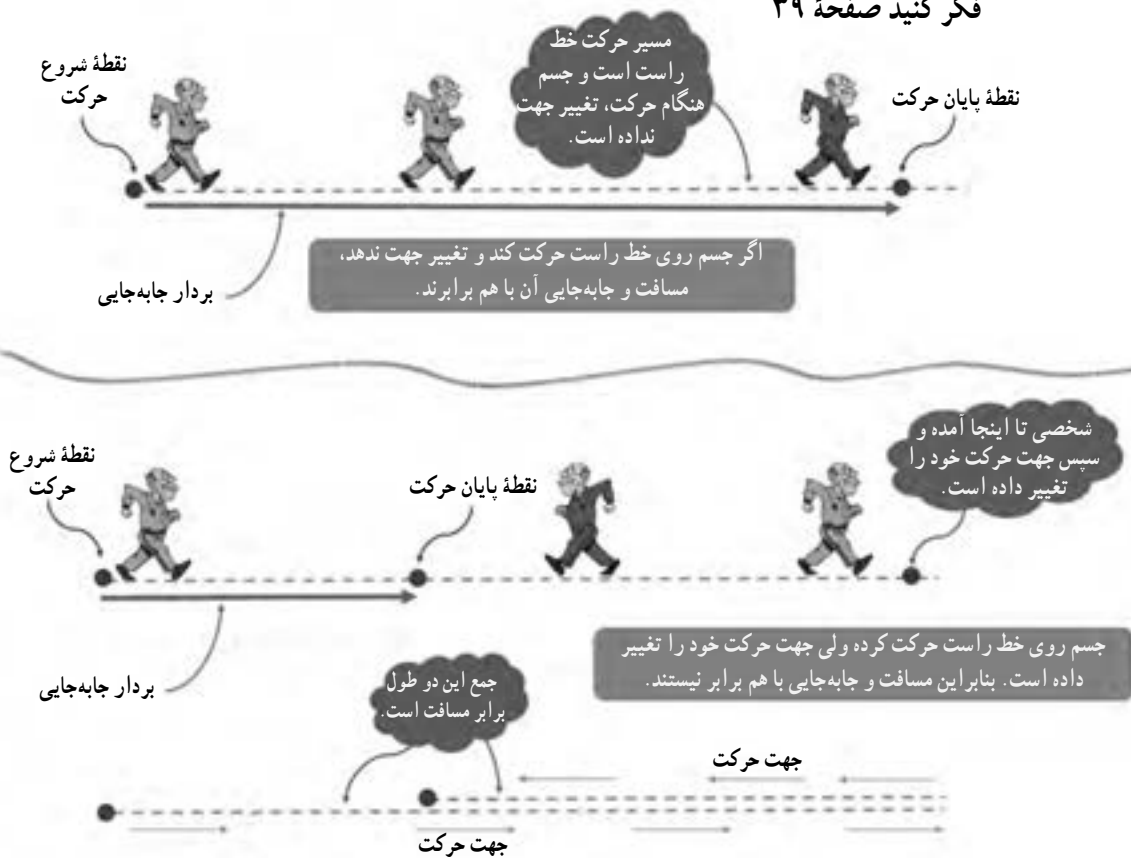 فکر کنید صفحهٔ ۳۹
نقطهٔ شروع
حرکت
مسیر حرکت خط
راست است و جسم
هنگام حرکت، تغییر جهت
نداده است.
نقطهٔ پایان حرکت
بردار جابه‌جایی
اگر جسم روی خط راست حرکت کند و تغییر جهت ندهد،
مسافت و جابه‌جایی آن با هم برابرند.
نقطهٔ شروع
حرکت
نقطهٔ پایان حرکت
شخصی تا اینجا آمده و
سپس جهت حرکت خود را
تغییر داده است.
بردار جابه‌جایی
جسم روی خط راست حرکت کرده ولی جهت حرکت خود را تغییر
داده است. بنابراین مسافت و جابه‌جایی با هم برابر نیستند.
جمع این دو طول
برابر مسافت است.
جهت حرکت
جهت حرکت